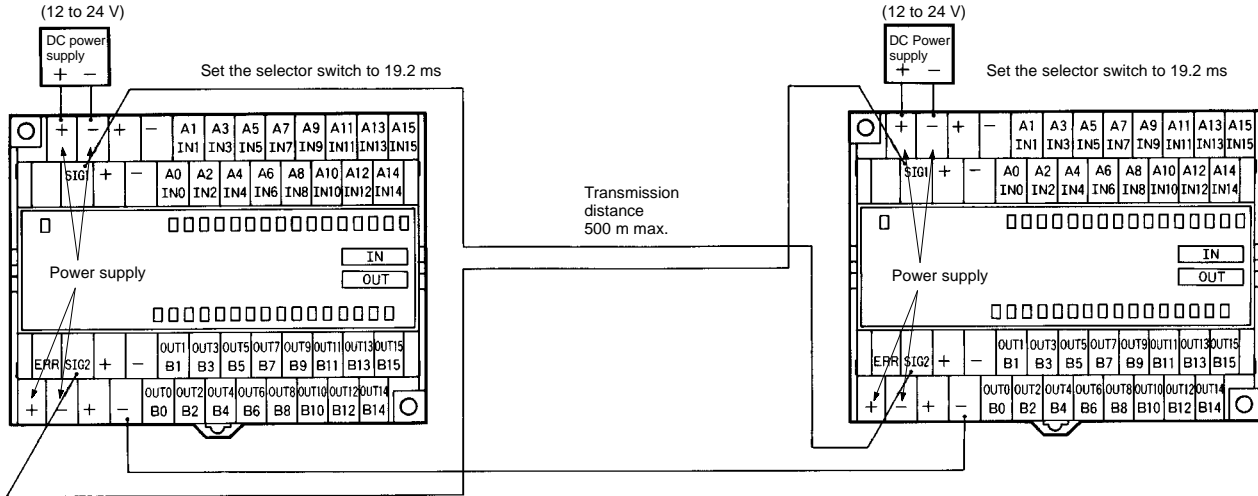 (12 to 24 V)
DC power
supply
+ −
Set the selector switch to 19.2 ms
+ − + − A1 A3 A5 A7 A9 A11 A13 A15
IN1 IN3 IN5 IN7 IN9 IN11 IN13 IN15
SIG1 + − A0 A2 A4 A6 A8 A10 A12 A14
IN0 IN2 IN4 IN6 IN8 IN10 IN12 IN14
IN
OUT
Power supply
OUT1 OUT3 OUT5 OUT7 OUT9 OUT11 OUT13 OUT15
ERR SIG2 + − B1 B3 B5 B7 B9 B11 B13 B15
OUT0 OUT2 OUT4 OUT6 OUT8 OUT10 OUT12 OUT14
+ − + − B0 B2 B4 B6 B8 B10 B12 B14
Transmission
distance
500 m max.
(12 to 24 V)
DC Power
supply
+ −
Set the selector switch to 19.2 ms
+ − + − A1 A3 A5 A7 A9 A11 A13 A15
IN1 IN3 IN5 IN7 IN9 IN11 IN13 IN15
SIG1 + − A0 A2 A4 A6 A8 A10 A12 A14
IN0 IN2 IN4 IN6 IN8 IN10 IN12 IN14
IN
OUT
Power supply
OUT1 OUT3 OUT5 OUT7 OUT9 OUT11 OUT13 OUT15
ERR SIG2 + − B1 B3 B5 B7 B9 B11 B13 B15
OUT0 OUT2 OUT4 OUT6 OUT8 OUT10 OUT12 OUT14
+ − + − B0 B2 B4 B6 B8 B10 B12 B14